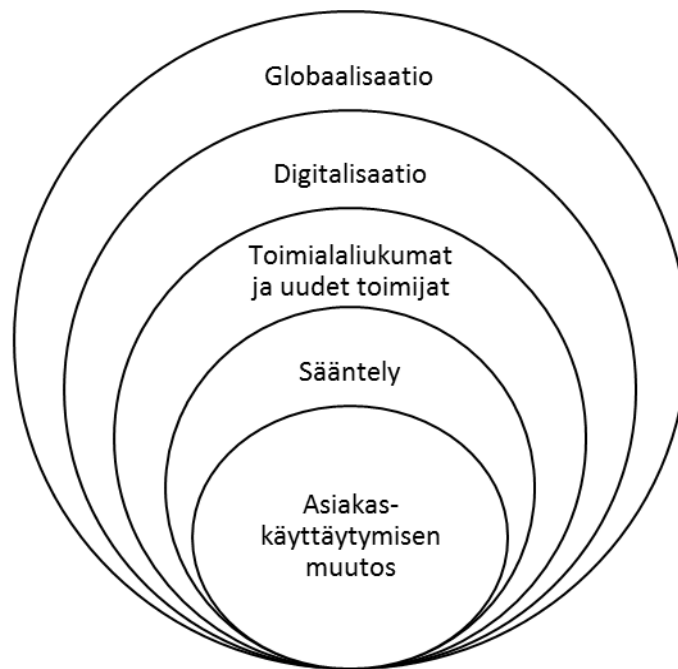 Globaalisaatio
Digitalisaatio
Toimialaliukumat
ja uudet toimijat
Sääntely
Asiakas-
käyttäytymisen
muutos